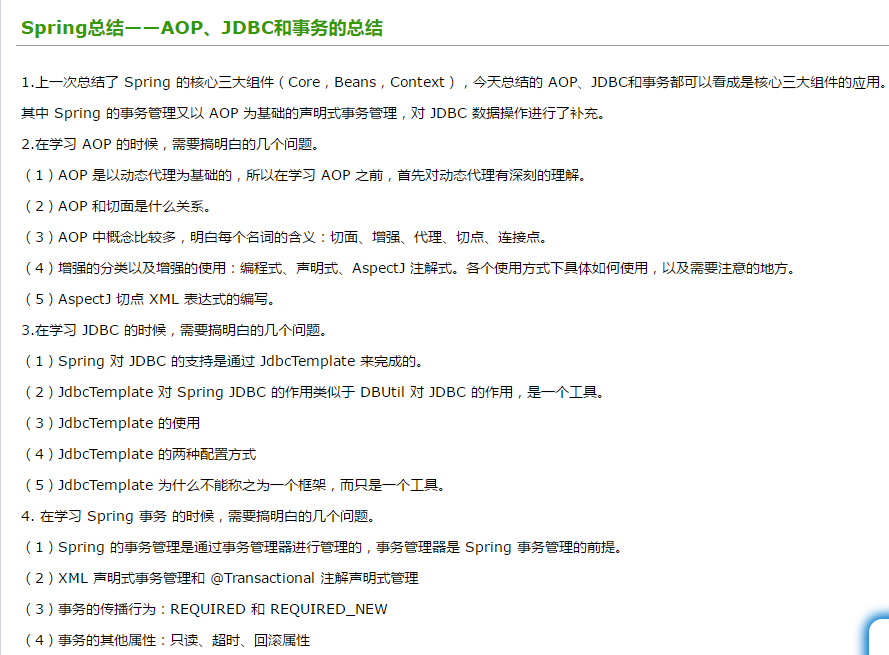 Spring总结——AOP、JDBC和事务的总结
1.上一次总结了 Spring 的核心三大组件（Core，Beans，Context），今天总结的 AOP、JDBC和事务都可以看成是核心三大组件的应用。
其中 Spring 的事务管理又以 AOP 为基础的声明式事务管理，对 JDBC 数据操作进行了补充。
2.在学习 AOP 的时候，需要搞明白的几个问题。
（1）AOP 是以动态代理为基础的，所以在学习 AOP 之前，首先对动态代理有深刻的理解。
（2）AOP 和切面是什么关系。
（3）AOP 中概念比较多，明白每个名词的含义：切面、增强、代理、切点、连接点。
（4）增强的分类以及增强的使用：编程式、声明式、AspectJ 注解式。各个使用方式下具体如何使用，以及需要注意的地方。
（5）AspectJ 切点 XML 表达式的编写。
3.在学习 JDBC 的时候，需要搞明白的几个问题。
（1）Spring 对 JDBC 的支持是通过 JdbcTemplate 来完成的。
（2）JdbcTemplate 对 Spring JDBC 的作用类似于 DBUtil 对 JDBC 的作用，是一个工具。
（3）JdbcTemplate 的使用
（4）JdbcTemplate 的两种配置方式
（5）JdbcTemplate 为什么不能称之为一个框架，而只是一个工具。
4. 在学习 Spring 事务 的时候，需要搞明白的几个问题。
（1）Spring 的事务管理是通过事务管理器进行管理的，事务管理器是 Spring 事务管理的前提。
（2）XML 声明式事务管理和 @Transactional 注解声明式管理
（3）事务的传播行为：REQUIRED 和 REQUIRED_NEW
（4）事务的其他属性：只读、超时、回滚属性